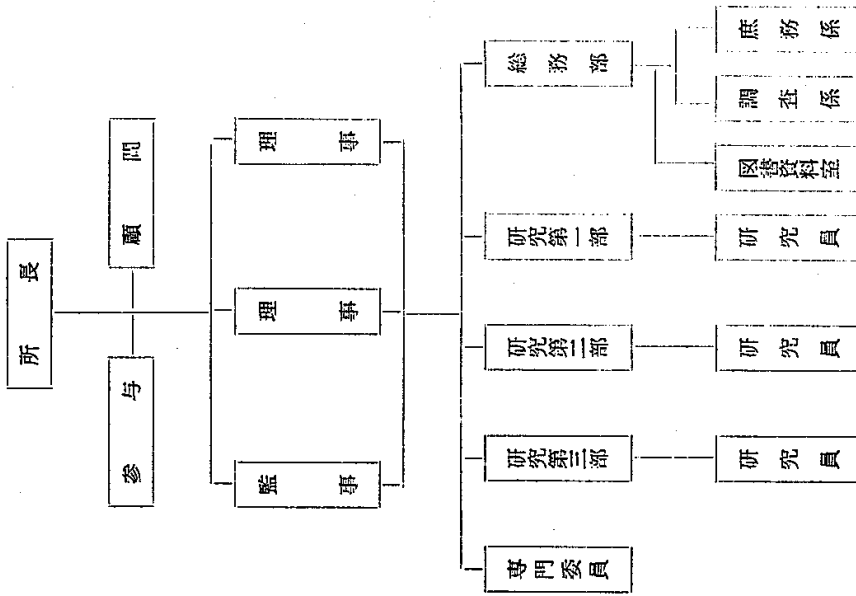 所長
参与
顧問
監事
理事
理事
専門委員
研究第三部
研究第二部
研究第一部
総務部
研究員
研究員
研究員
図書資料室
調査係
庶務係